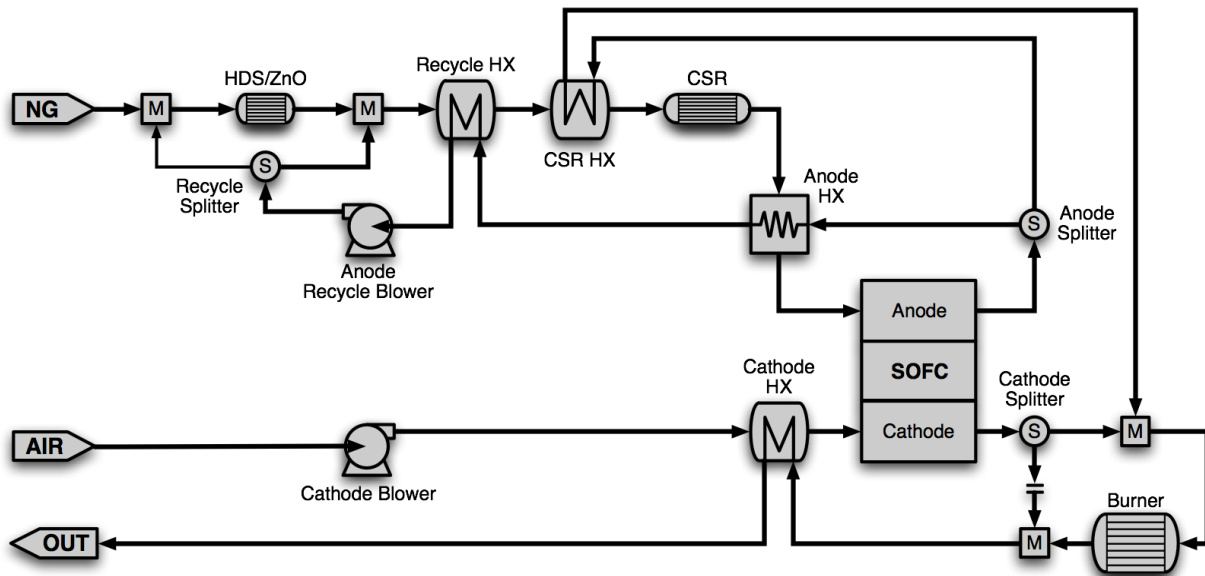 Recycle HX
HDS/ZnO
CSR
NG
M
M
CSR HX
S
Recycle
Splitter
Anode
HX
Anode
Splitter
S
Anode
Recycle Blower
Anode
SOFC
Cathode
Cathode
HX
Cathode
Splitter
AIR
S
M
Cathode Blower
Burner
OUT
M